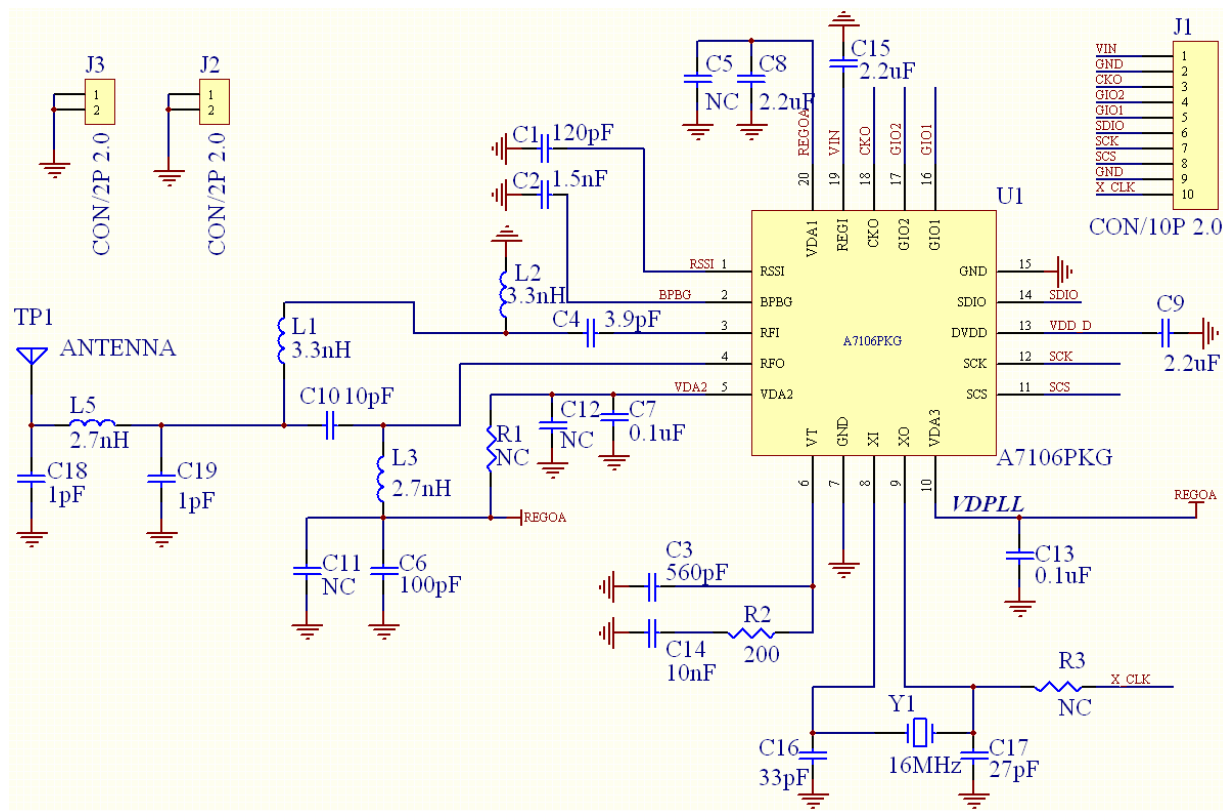 J3
1
2
CON/2P 2.0
J2
1
2
CON/2P 2.0
C5
NC
C8
2.2uF
C15
2.2uF
REGOA
VIN
CKO
GIO2
GIO1
20
19
18
17
16
J1
VIN
GND
CKO
GIO2
GIO1
SDIO
SCK
SCS
GND
X_CLK
1
2
3
4
5
6
7
8
9
10
CON/10P 2.0
C1
120pF
C2
1.5nF
U1
VDA1
REGI
CKO
GIO2
GIO1
RSSI
1
RSSI
BPBG
2
BPBG
3
RFI
4
RFO
VDA2
5
VDA2
A7106PKG
GND
15
SDIO
14
SDIO
DVDD
13
VDD_D
SCK
12
SCK
SCS
11
SCS
C9
2.2uF
VT
GND
XI
XO
VDA3
6
7
8
9
10
A7106PKG
L2
3.3nH
C4
3.9pF
TP1
ANTENNA
L1
3.3nH
C10
10pF
L5
2.7nH
C18
1pF
C19
1pF
L3
2.7nH
R1
NC
C12
NC
C7
0.1uF
REGOA
C11
NC
C6
100pF
VDPLL
REGOA
C13
0.1uF
C3
560pF
C14
10nF
R2
200
R3
NC
X_CLK
Y1
16MHz
C16
33pF
C17
27pF